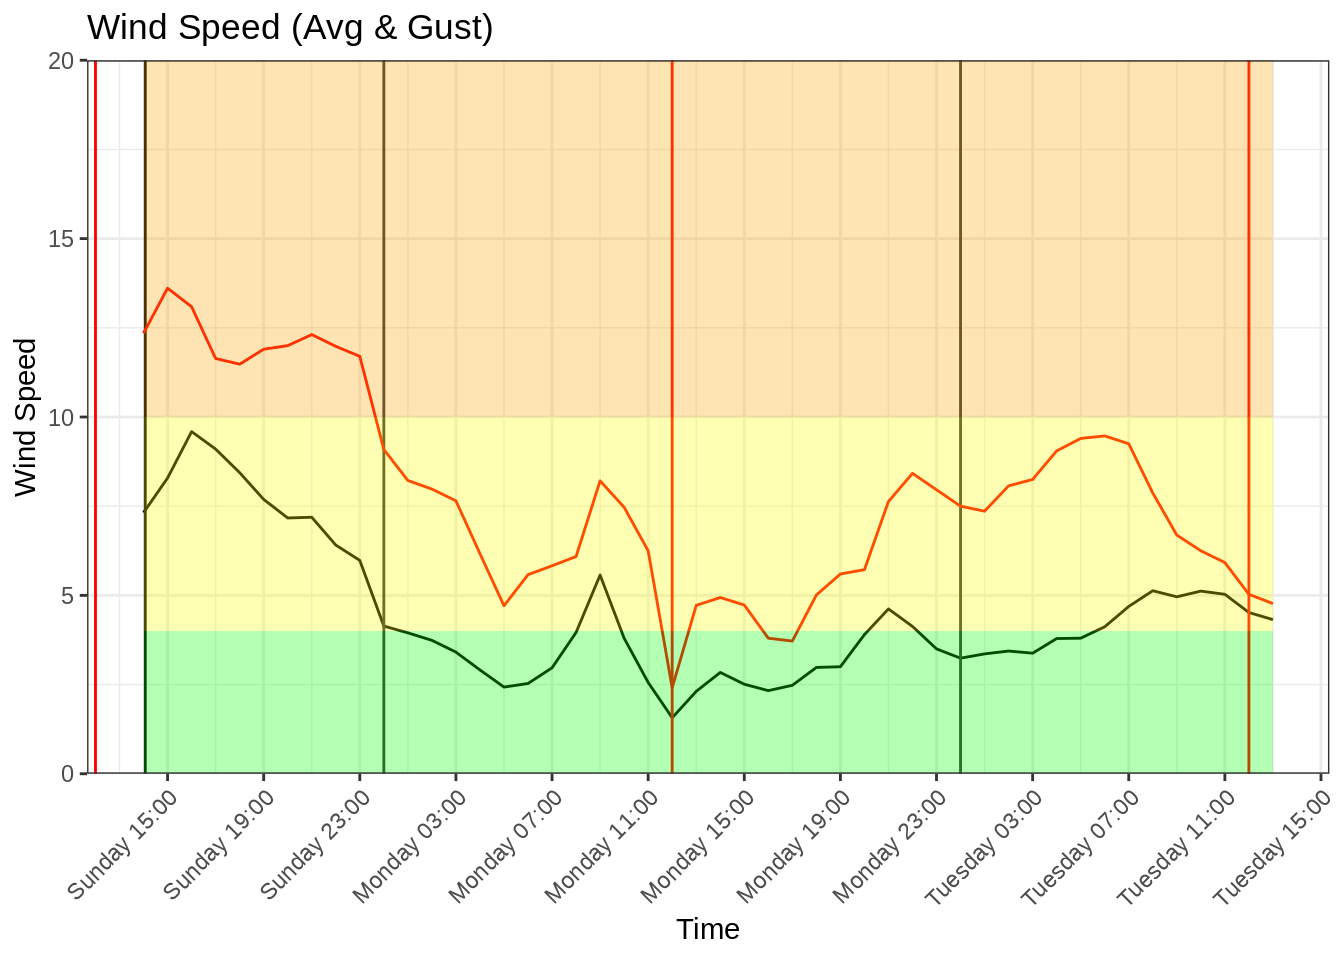 Wind Speed (Avg & Gust)
20
15
10
5
0
Wind Speed
Sunday 15:00
Sunday 19:00
Sunday 23:00
Monday 03:00
Monday 07:00
Monday 11:00
Monday 15:00
Monday 19:00
Monday 23:00
Tuesday 03:00
Tuesday 07:00
Tuesday 11:00
Tuesday 15:00
Time